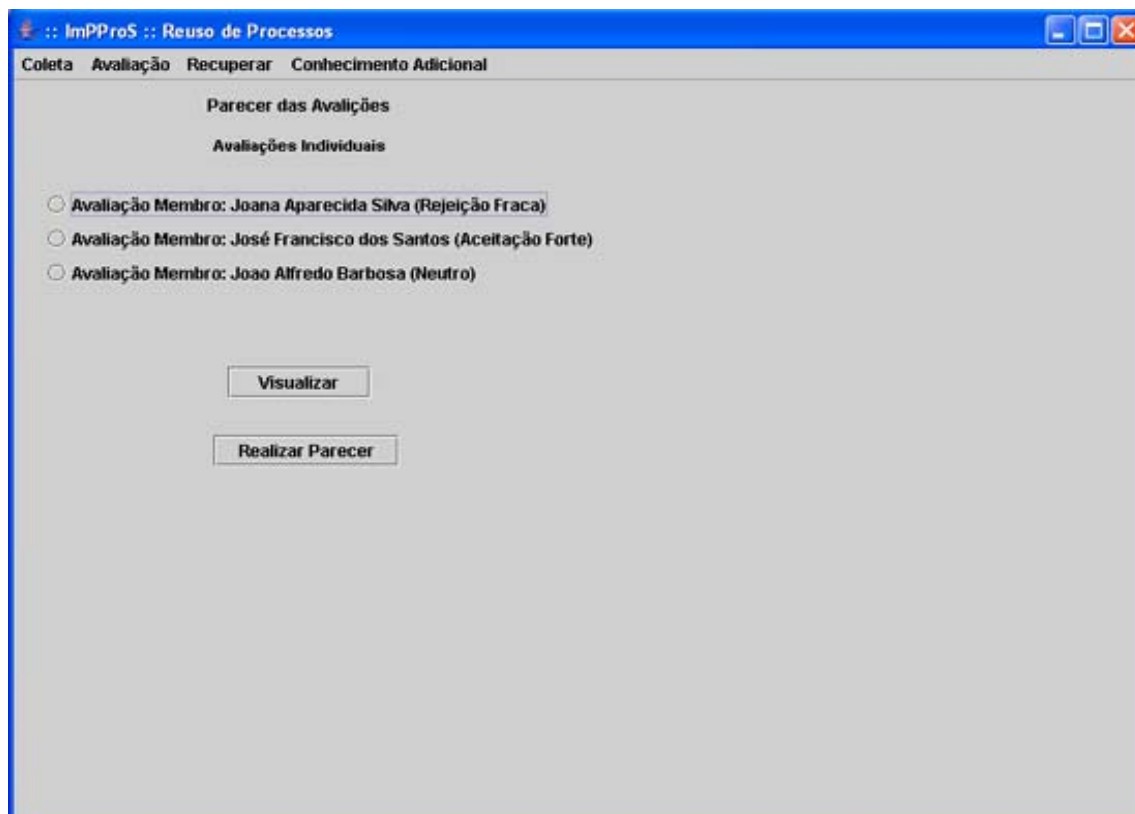 :: ImPProS :: Reuso de Processos
Coleta Avaliação Recuperar Conhecimento Adicional
Parecer das Avalições
Avaliações Individuais
Avaliação Membro: Joana Aparecida Silva (Rejeição Fraca)
Avaliação Membro: José Francisco dos Santos (Aceitação Forte)
Avaliação Membro: Joao Alfredo Barbosa (Neutro)
Visualizar
Realizar Parecer